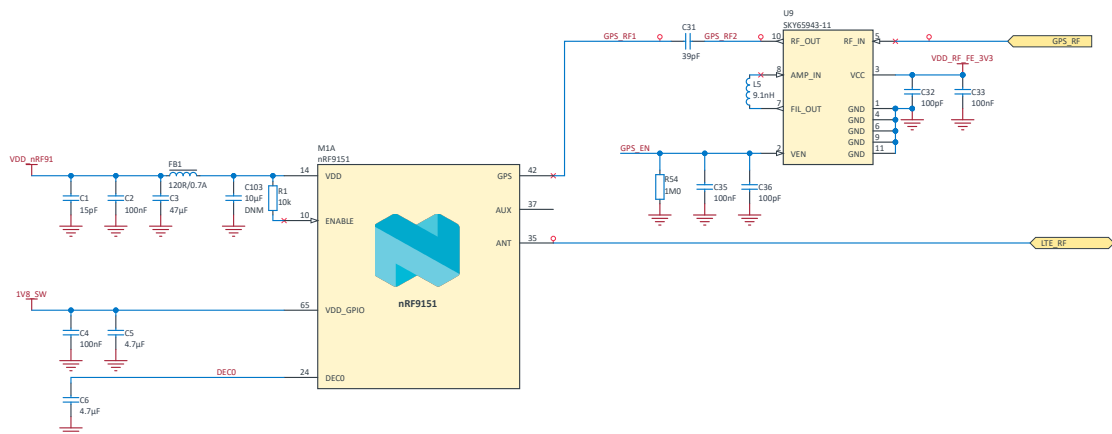 U9
SKY65943-11
C31
GPS_RF1
GPS_RF2
39pF
10
RF_OUT
RF_IN
5
GPS_RF
VDD_RF_FE_3V3
8
AMP_IN
VCC
3
L5
9.1nH
C32
100pF
C33
100nF
7
FIL_OUT
GND
1
GND
4
GND
6
GND
9
GND
11
GPS_EN
2
VEN
R54
1M0
C35
100nF
C36
100pF
M1A
nRF9151
VDD_nRF91
FB1
120R/0.7A
14
VDD
GPS
42
C1
15pF
C2
100nF
C3
47µF
C103
10µF
DNM
R1
10k
10
ENABLE
AUX
37
ANT
35
LTE_RF
nRF9151
1V8_SW
65
VDD_GPIO
C4
100nF
C5
4.7µF
DEC0
24
DEC0
C6
4.7µF